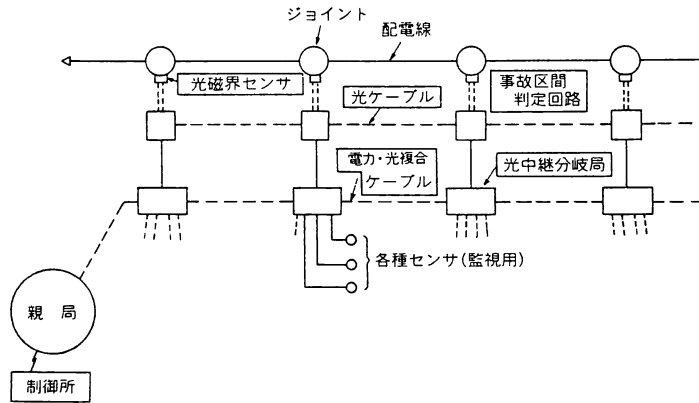 ジョイント
配電線
光磁界センサ
光ケーブル
事故区間
判定回路
電力・光複合
ケーブル
光中継分岐局
各種センサ(監視用)
親 局
制御所